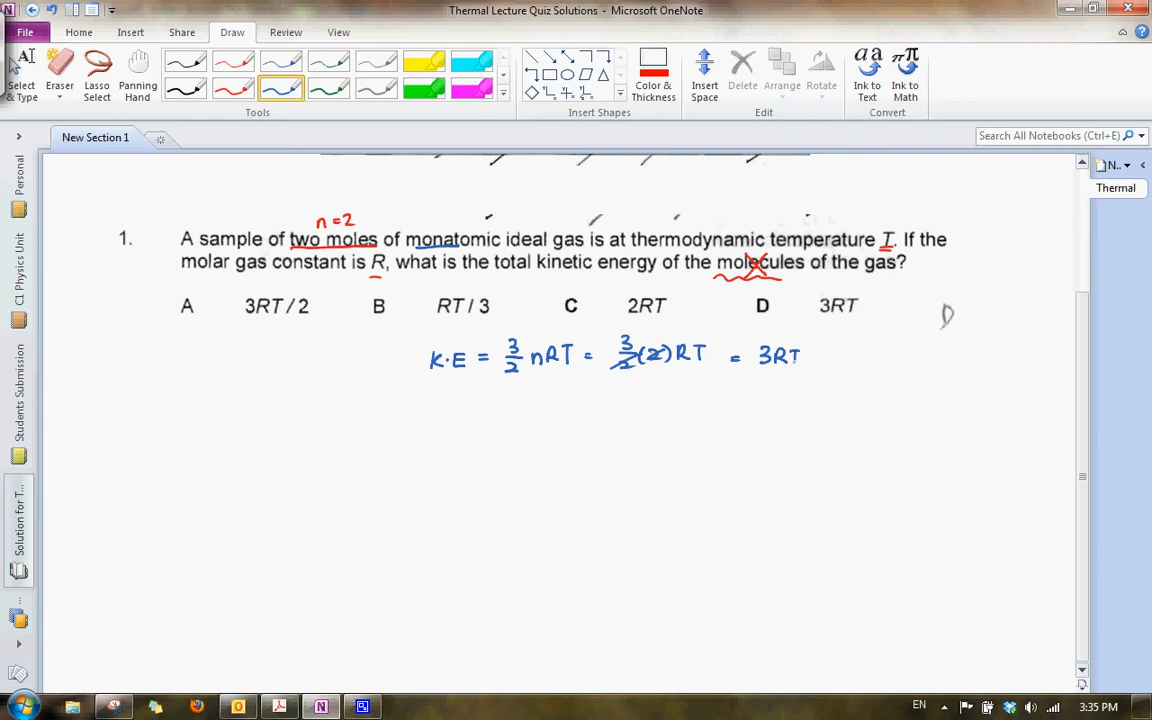 Thermal Lecture Quiz Solutions - Microsoft OneNote
File Home Insert Share Draw Review View
Select & Type Eraser Lasso Select Panning Hand Color & Thickness Insert Space Delete Arrange Rotate Ink to Text Ink to Math
Tools Insert Shapes Edit Convert
New Section 1
Search All Notebooks (Ctrl+E)
N..
Thermal
Personal
C1 Physics Unit
Students Submission
Solution for T...
n=2
1. A sample of two moles of monatomic ideal gas is at thermodynamic temperature T. If the
molar gas constant is R, what is the total kinetic energy of the molecules of the gas?
A 3RT / 2 B RT / 3 C 2RT D 3RT
D
K.E = 3/2 nRT = 3/2 (2) RT = 3RT
EN 3:35 PM